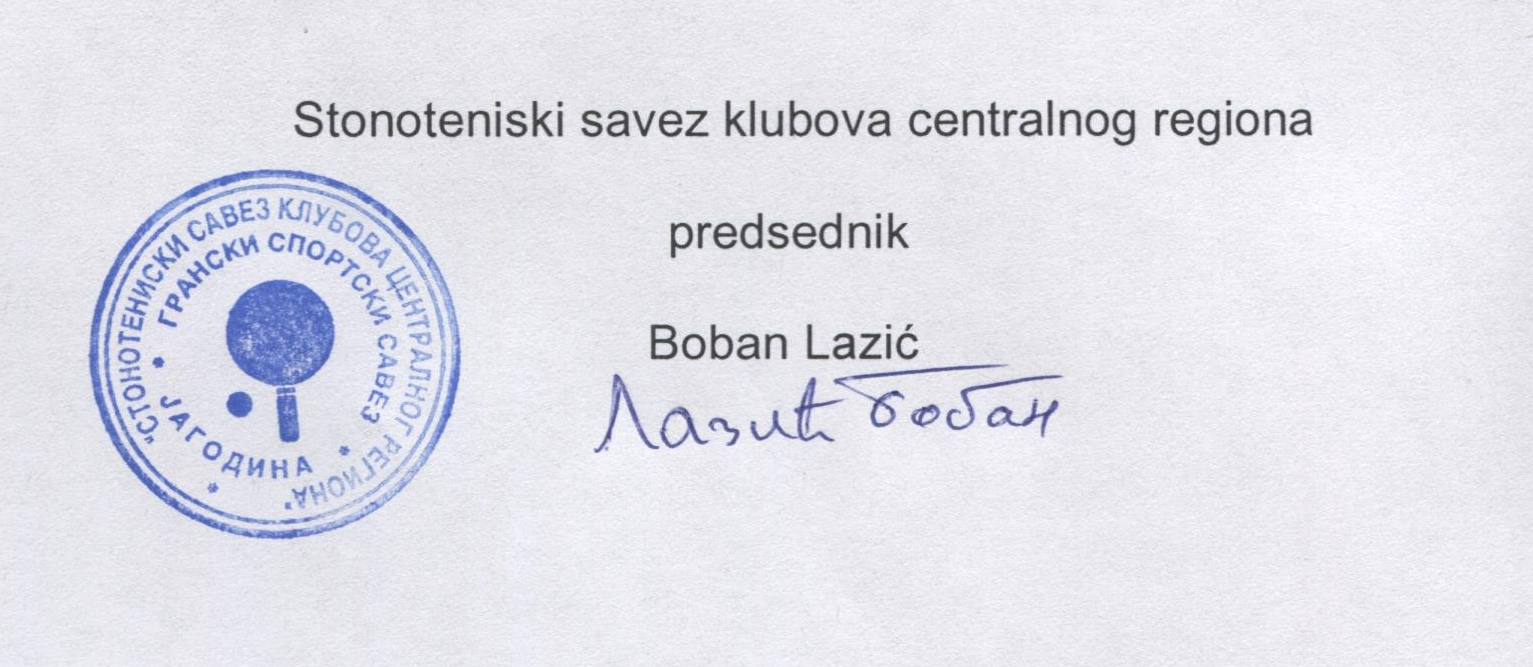 Stonoteniski savez klubova centralnog regiona
predsednik
Boban Lazić
Лазић Бобан
"СТОНОТЕНИСКИ САВЕЗ КЛУБОВА ЦЕНТРАЛНОГ РЕГИОНА"
ГРАНСКИ СПОРТСКИ САВЕЗ
* ЈАГОДИНА *
*